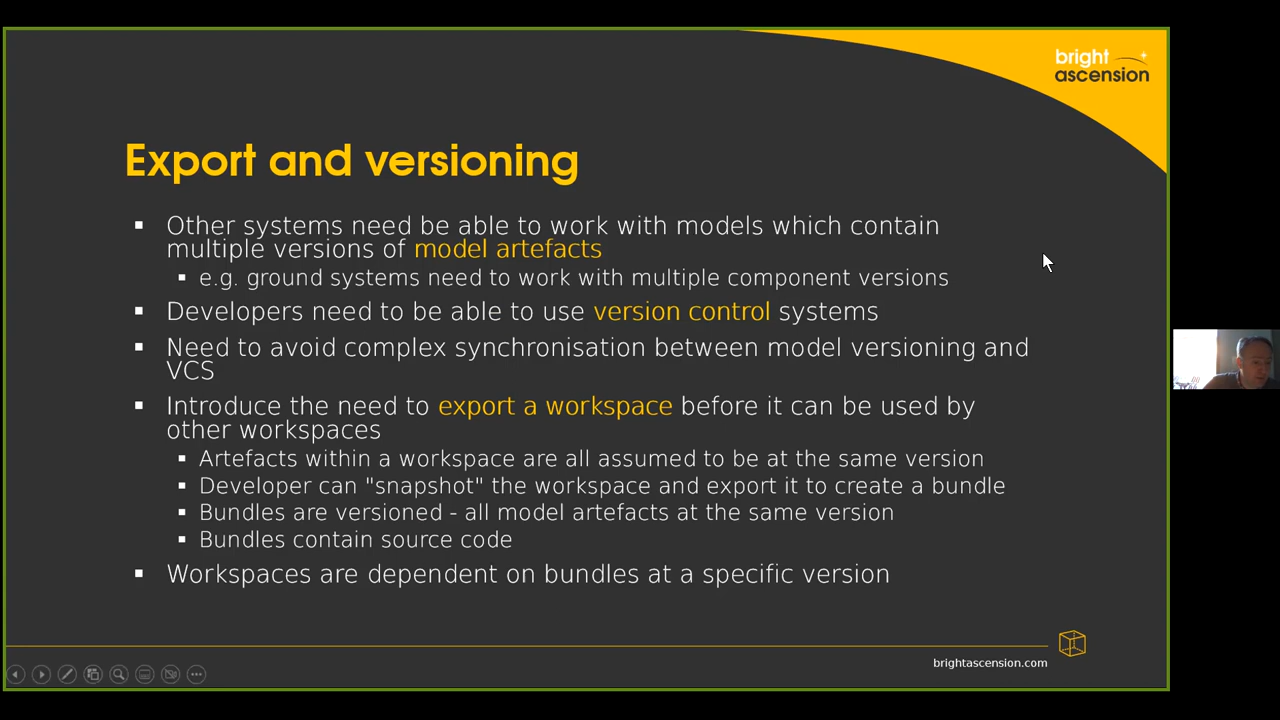 bright
ascension
Export and versioning
▪ Other systems need be able to work with models which contain
multiple versions of model artefacts
▪ e.g. ground systems need to work with multiple component versions
▪ Developers need to be able to use version control systems
▪ Need to avoid complex synchronisation between model versioning and
VCS
▪ Introduce the need to export a workspace before it can be used by
other workspaces
▪ Artefacts within a workspace are all assumed to be at the same version
▪ Developer can "snapshot" the workspace and export it to create a bundle
▪ Bundles are versioned - all model artefacts at the same version
▪ Bundles contain source code
▪ Workspaces are dependent on bundles at a specific version
brightascension.com